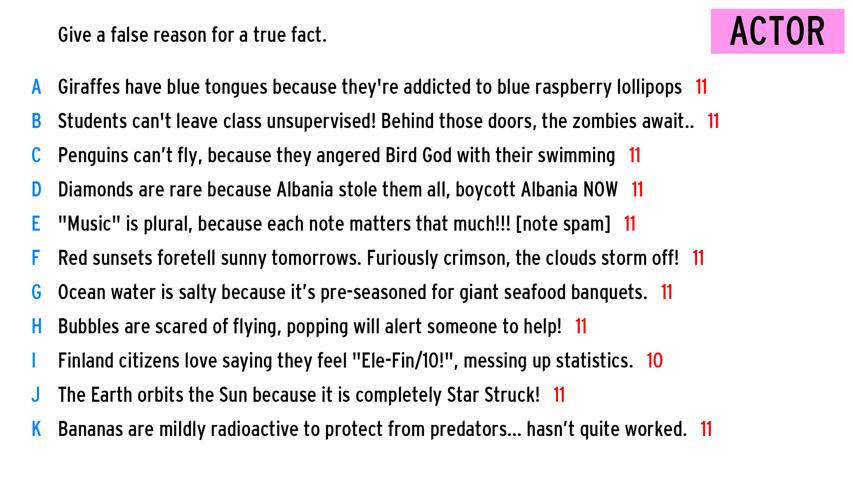 Give a false reason for a true fact.
ACTOR
A Giraffes have blue tongues because they're addicted to blue raspberry lollipops 11
B Students can't leave class unsupervised! Behind those doors, the zombies await.. 11
C Penguins can’t fly, because they angered Bird God with their swimming 11
D Diamonds are rare because Albania stole them all, boycott Albania NOW 11
E "Music" is plural, because each note matters that much!!! [note spam] 11
F Red sunsets foretell sunny tomorrows. Furiously crimson, the clouds storm off! 11
G Ocean water is salty because it’s pre-seasoned for giant seafood banquets. 11
H Bubbles are scared of flying, popping will alert someone to help! 11
I Finland citizens love saying they feel "Ele-Fin/10!", messing up statistics. 10
J The Earth orbits the Sun because it is completely Star Struck! 11
K Bananas are mildly radioactive to protect from predators... hasn’t quite worked. 11